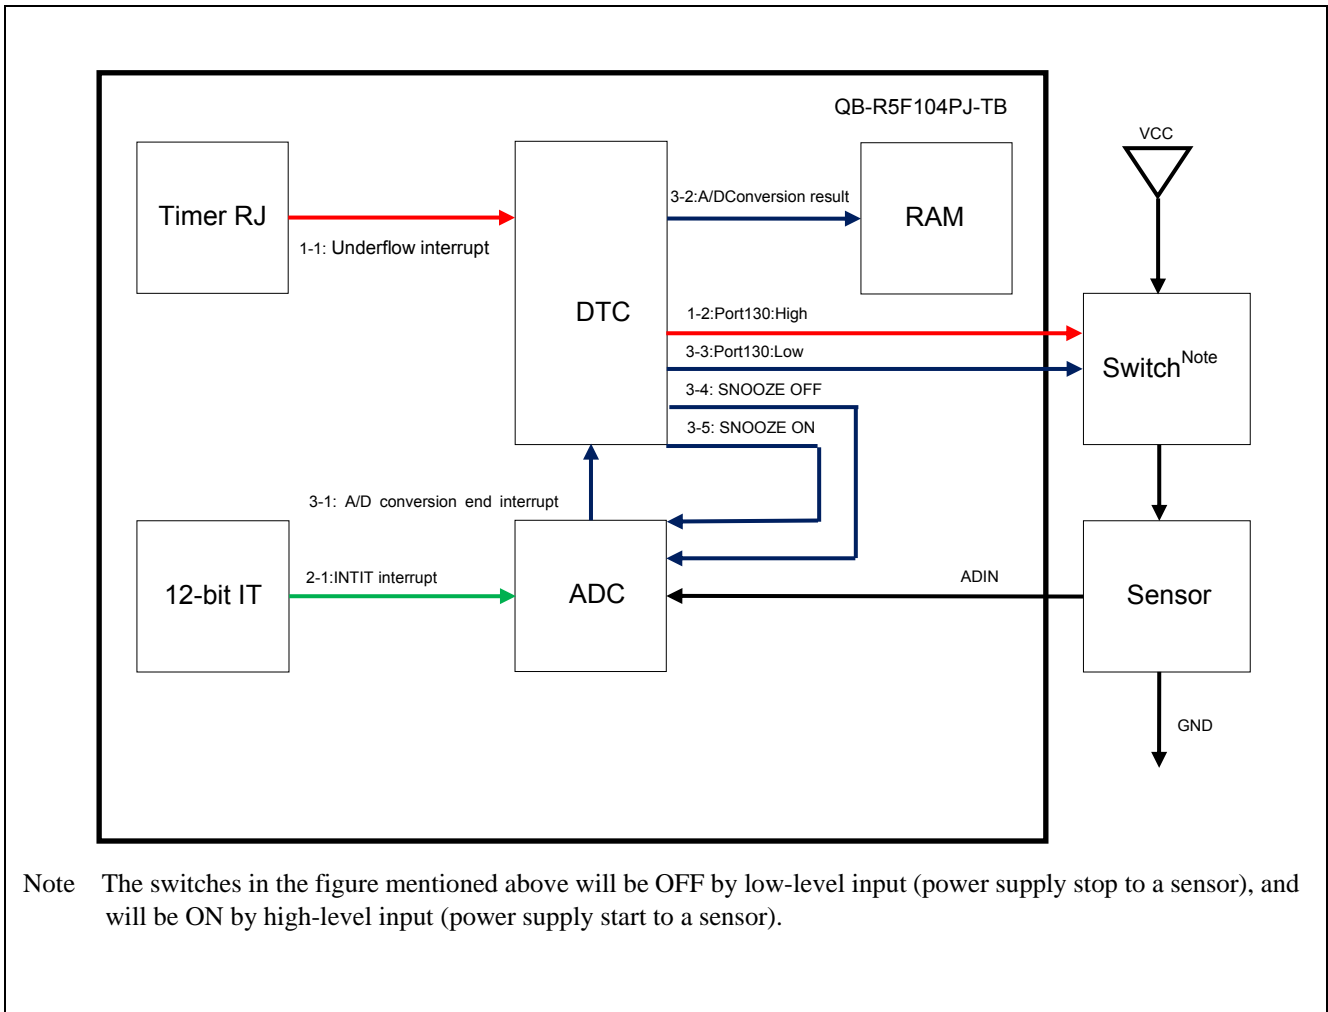 QB-R5F104PJ-TB
VCC
Timer RJ
1-1: Underflow interrupt
DTC
3-2:A/DConversion result
RAM
1-2:Port130:High
3-3:Port130:Low
3-4: SNOOZE OFF
3-5: SNOOZE ON
Switch Note
3-1: A/D conversion end interrupt
12-bit IT
2-1:INTIT interrupt
ADC
ADIN
Sensor
GND
Note The switches in the figure mentioned above will be OFF by low-level input (power supply stop to a sensor), and
will be ON by high-level input (power supply start to a sensor).